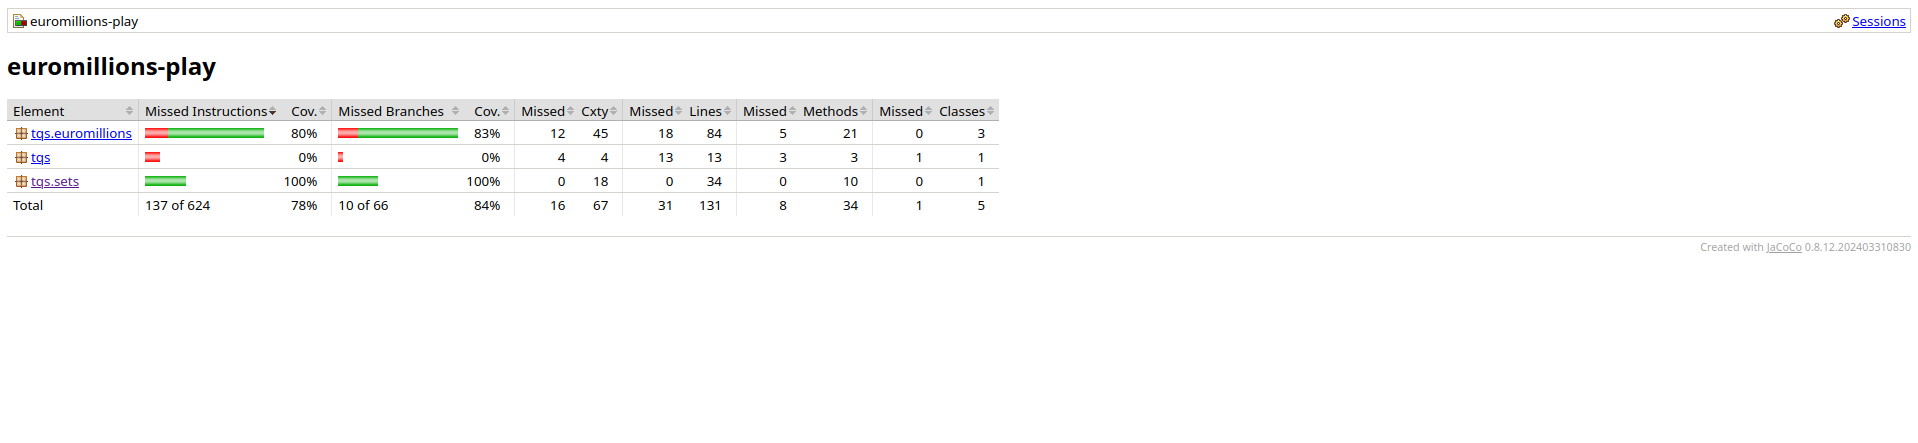 euromillions-play Sessions
euromillions-play
Element Missed Instructions Cov. Missed Branches Cov. Missed Cxty Missed Lines Missed Methods Missed Classes
tqs.euromillions 80% 83% 12 45 18 84 5 21 0 3
tqs 0% 0% 4 4 13 13 3 3 1 1
tqs.sets 100% 100% 0 18 0 34 0 10 0 1
Total 137 of 624 78% 10 of 66 84% 16 67 31 131 8 34 1 5
Created with JaCoCo 0.8.12.202403310830